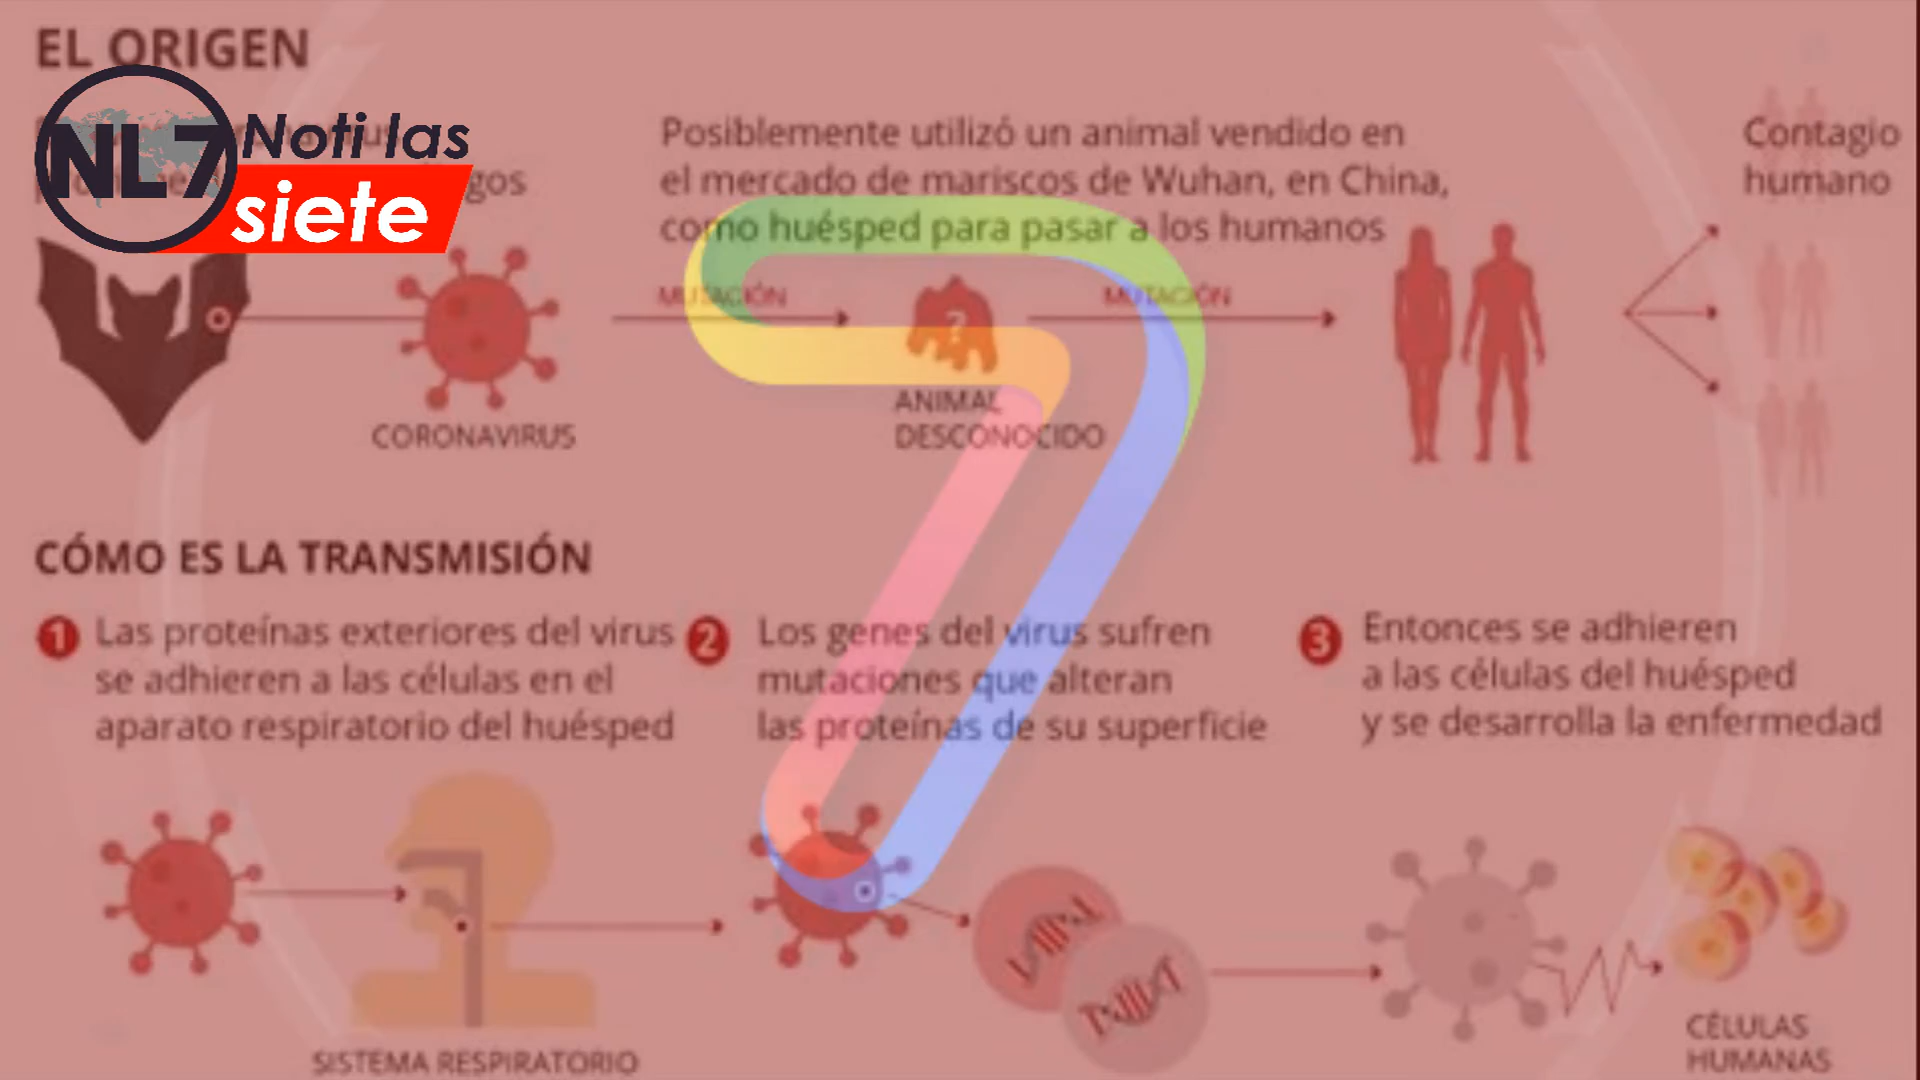 EL ORIGEN
NL7 Noti las
siete
gos
Posiblemente utilizó un animal vendido en
el mercado de mariscos de Wuhan, en China,
como huésped para pasar a los humanos
Contagio
humano
MUTACIÓN
MUTACIÓN
?
CORONAVIRUS
ANIMAL
DESCONOCIDO
CÓMO ES LA TRANSMISIÓN
1 Las proteínas exteriores del virus
se adhieren a las células en el
aparato respiratorio del huésped
2 Los genes del virus sufren
mutaciones que alteran
las proteínas de su superficie
3 Entonces se adhieren
a las células del huésped
y se desarrolla la enfermedad
SISTEMA RESPIRATORIO
CÉLULAS
HUMANAS